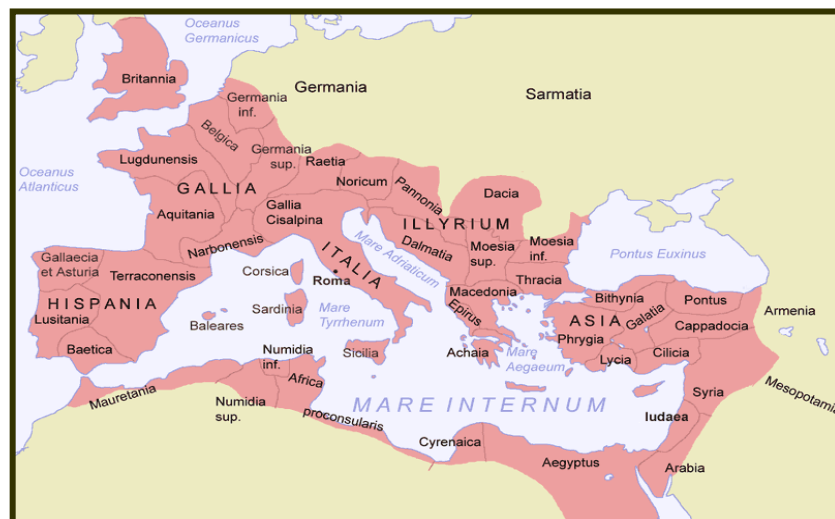 Oceanus
Germanicus
Britannia
Germania
Sarmatia
Germania
inf.
Belgica
Oceanus
Atlanticus
Lugdunensis
Germania
sup.
Raetia
GALLIA
Noricum
Pannonia
Dacia
Aquitania
Gallia
Cisalpina
ILLYRIUM
Narbonensis
Dalmatia
Moesia
sup.
Moesia
inf.
Pontus Euxinus
Gallaecia
et Asturia
Terraconensis
Corsica
ITALIA
Roma
Mare Adriaticum
Thracia
Macedonia
Epirus
HISPANIA
Lusitania
Baleares
Sardinia
Mare
Tyrrhenum
Bithynia
Pontus
Galatia
ASIA
Armenia
Cappadocia
Phrygia
Baetica
Numidia
inf.
Sicilia
Achaia
Mare
Aegaeum
Lycia
Cilicia
Mauretania
Numidia
sup.
Africa
proconsularis
MARE INTERNUM
Syria
Mesopotamia
Iudaea
Cyrenaica
Aegyptus
Arabia